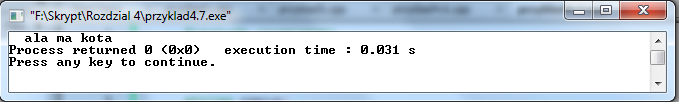 "F:\Skrypt\Rozdzial 4\przyklad4.7.exe"
ala ma kota
Process returned 0 (0x0)   execution time : 0.031 s
Press any key to continue.